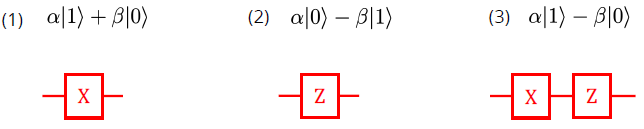 (1) α|1⟩ + β|0⟩ (2) α|0⟩ − β|1⟩ (3) α|1⟩ − β|0⟩
X Z X Z